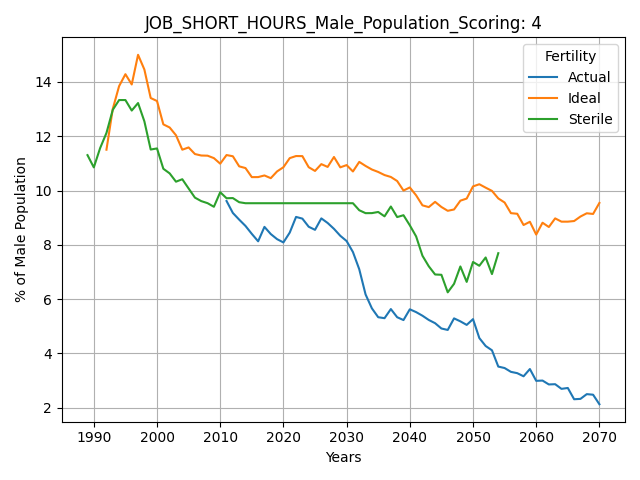 JOB_SHORT_HOURS_Male_Population_Scoring: 4
Fertility
Actual
Ideal
Sterile
% of Male Population
14
12
10
8
6
4
2
1990 2000 2010 2020 2030 2040 2050 2060 2070
Years